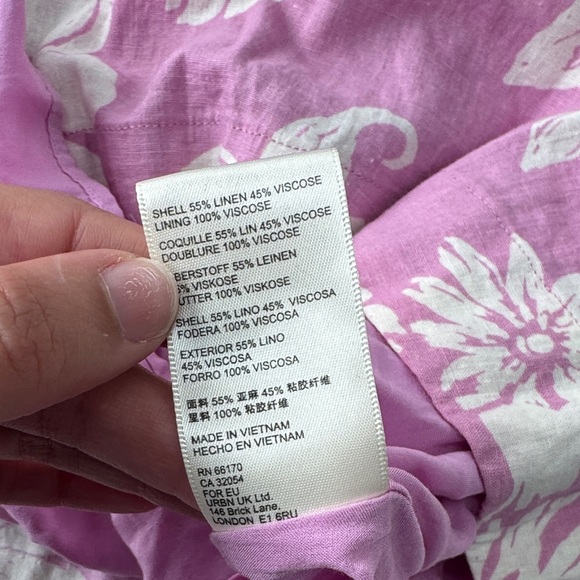 SHELL 55% LINEN 45% VISCOSE
LINING 100% VISCOSE
COQUILLE 55% LIN 45% VISCOSE
DOUBLURE 100% VISCOSE
BERSTOFF 55% LEINEN
% VISKOSE
UTTER 100% VISKOSE
SHELL 55% LINO 45% VISCOSA
FODERA 100% VISCOSA
EXTERIOR 55% LINO
45% VISCOSA
FORRO 100% VISCOSA
面料 55% 亚麻 45% 粘胶纤维
里料 100% 粘胶纤维
MADE IN VIETNAM
HECHO EN VIETNAM
RN 66170
CA 32054
FOR EU
URBN UK Ltd.
146 Brick Lane.
LONDON E1 6RU